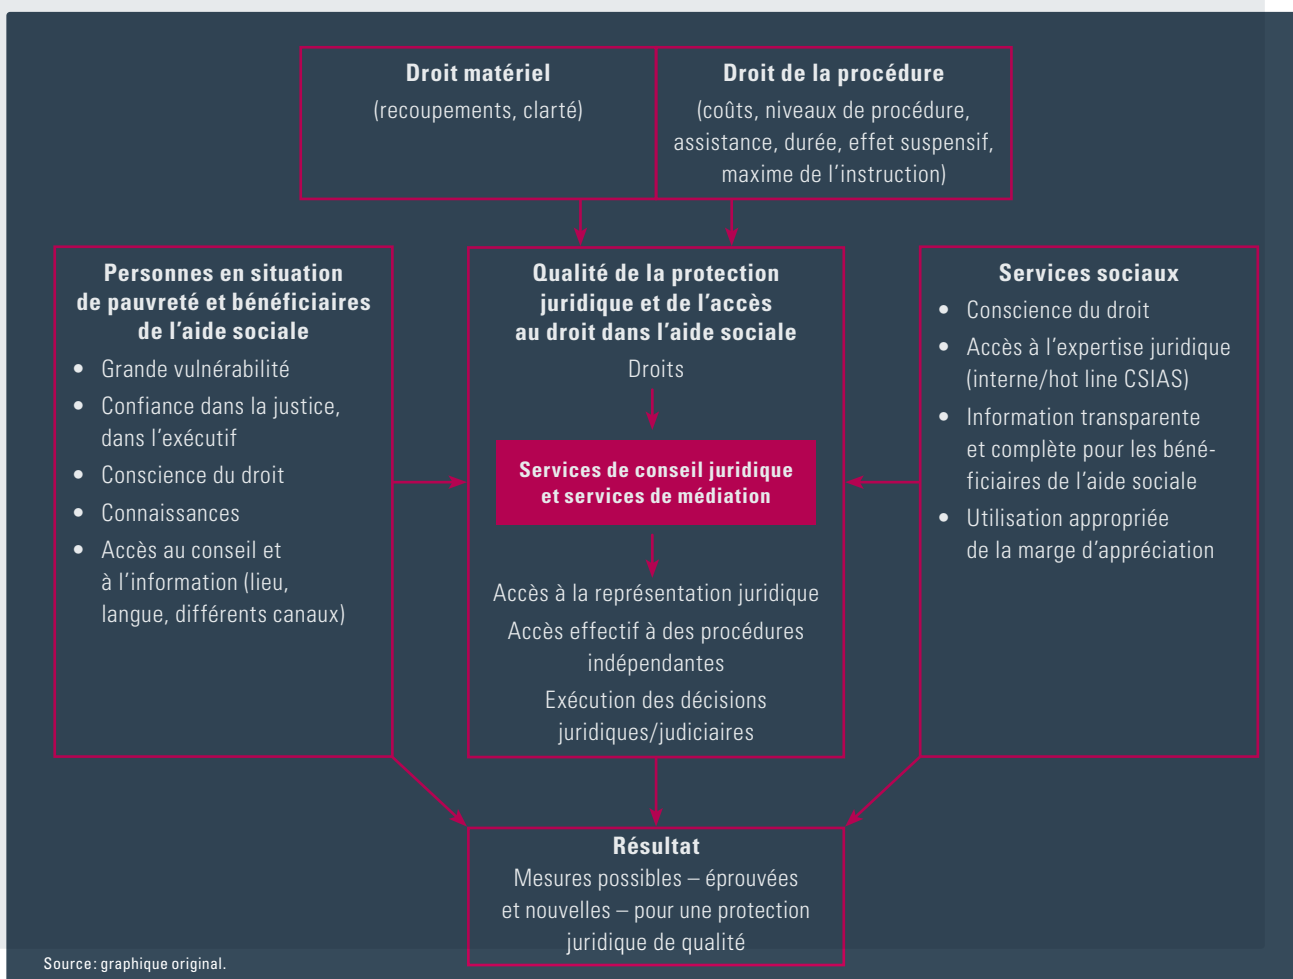 Droit matériel
(recoupements, clarté)
Droit de la procédure
(coûts, niveaux de procédure,
assistance, durée, effet suspensif,
maxime de l'instruction)
Personnes en situation
de pauvreté et bénéficiaires
de l'aide sociale
• Grande vulnérabilité
• Confiance dans la justice,
dans l'exécutif
• Conscience du droit
• Connaissances
• Accès au conseil et
à l'information (lieu,
langue, différents canaux)
Qualité de la protection
juridique et de l'accès
au droit dans l'aide sociale
Droits
Services de conseil juridique
et services de médiation
Accès à la représentation juridique
Accès effectif à des procédures
indépendantes
Exécution des décisions
juridiques/judiciaires
Services sociaux
• Conscience du droit
• Accès à l'expertise juridique
(interne/hot line CSIAS)
• Information transparente
et complète pour les béné-
ficiaires de l'aide sociale
• Utilisation appropriée
de la marge d'appréciation
Résultat
Mesures possibles – éprouvées
et nouvelles – pour une protection
juridique de qualité
Source: graphique original.